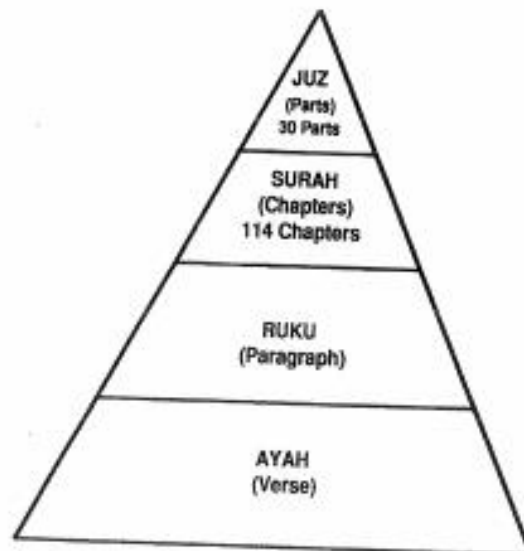 JUZ
(Parts)
30 Parts
SURAH
(Chapters)
114 Chapters
RUKU
(Paragraph)
AYAH
(Verse)